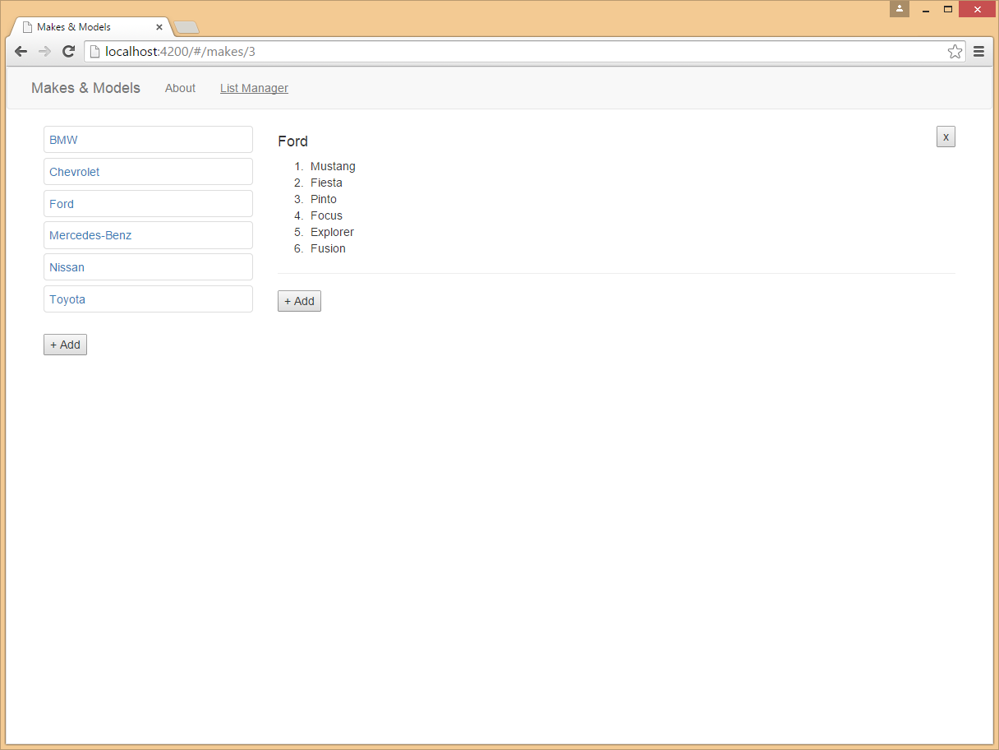 Makes & Models
localhost:4200/#/makes/3
Makes & Models About List Manager
BMW
Chevrolet
Ford
Mercedes-Benz
Nissan
Toyota
+ Add
Ford
x
1. Mustang
2. Fiesta
3. Pinto
4. Focus
5. Explorer
6. Fusion
+ Add